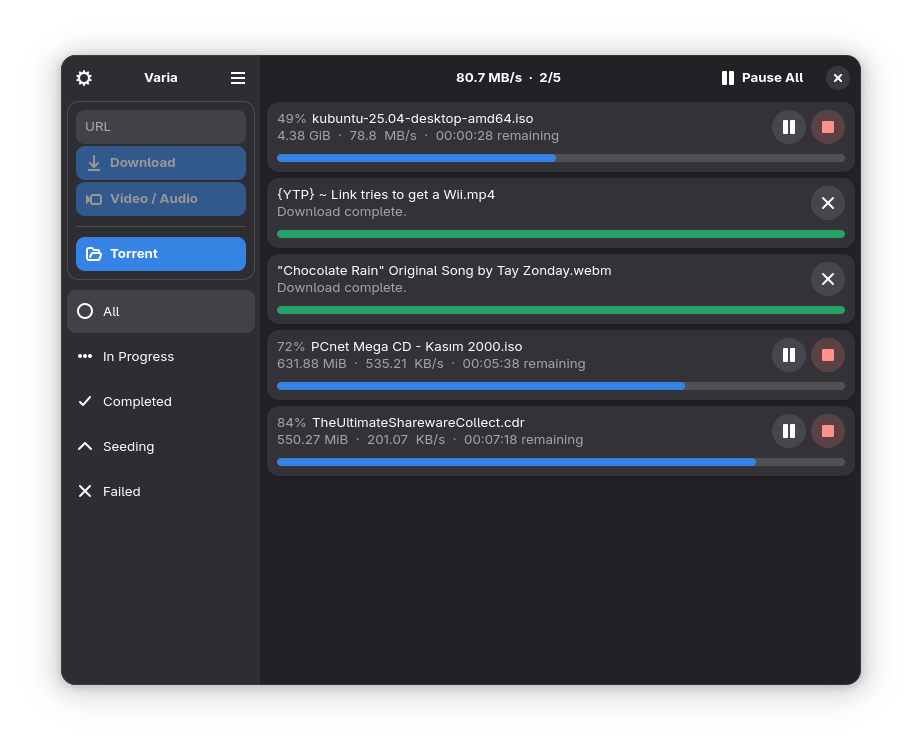 Varia
80.7 MB/s · 2/5
Pause All
URL
Download
Video / Audio
Torrent
All
In Progress
Completed
Seeding
Failed
49% kubuntu-25.04-desktop-amd64.iso
4.38 GiB · 78.8 MB/s · 00:00:28 remaining
{YTP} ~ Link tries to get a Wii.mp4
Download complete.
"Chocolate Rain" Original Song by Tay Zonday.webm
Download complete.
72% PCnet Mega CD - Kasım 2000.iso
631.88 MiB · 535.21 KB/s · 00:05:38 remaining
84% TheUltimateSharewareCollect.cdr
550.27 MiB · 201.07 KB/s · 00:07:18 remaining